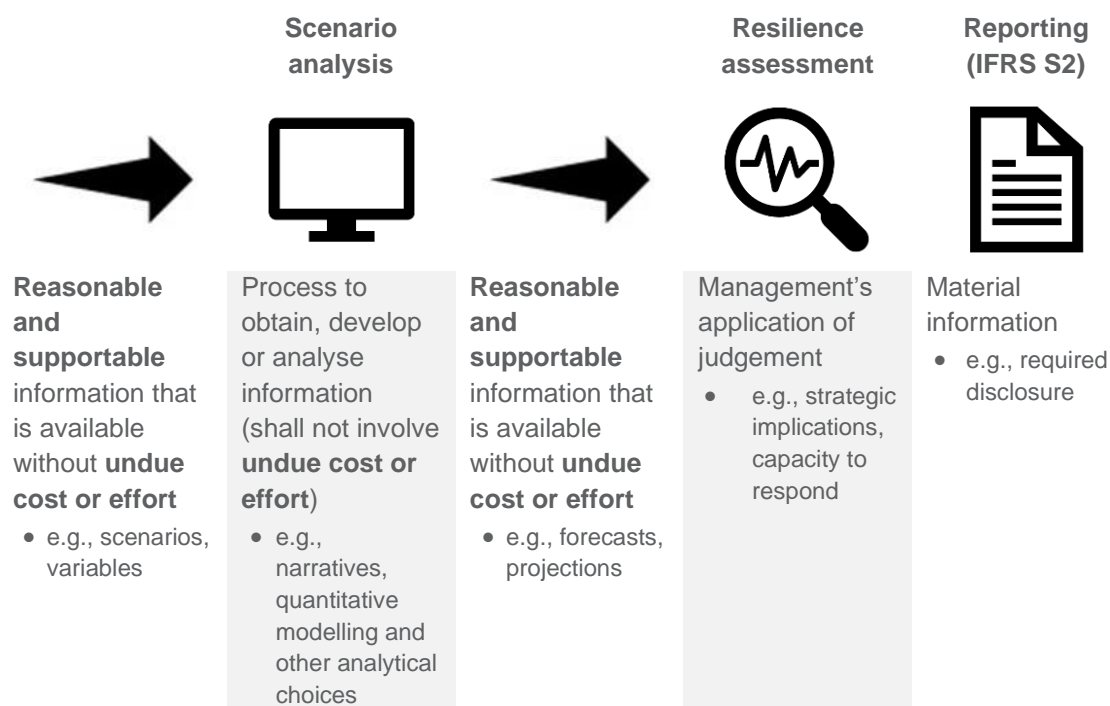 Scenario
analysis
Resilience
assessment
Reporting
(IFRS S2)
Reasonable
and
supportable
information that
is available
without undue
cost or effort
• e.g., scenarios,
variables
Process to
obtain, develop
or analyse
information
(shall not involve
undue cost or
effort)
• e.g.,
narratives,
quantitative
modelling and
other analytical
choices
Reasonable
and
supportable
information that
is available
without undue
cost or effort
• e.g., forecasts,
projections
Management’s
application of
judgement
• e.g., strategic
implications,
capacity to
respond
Material
information
• e.g., required
disclosure